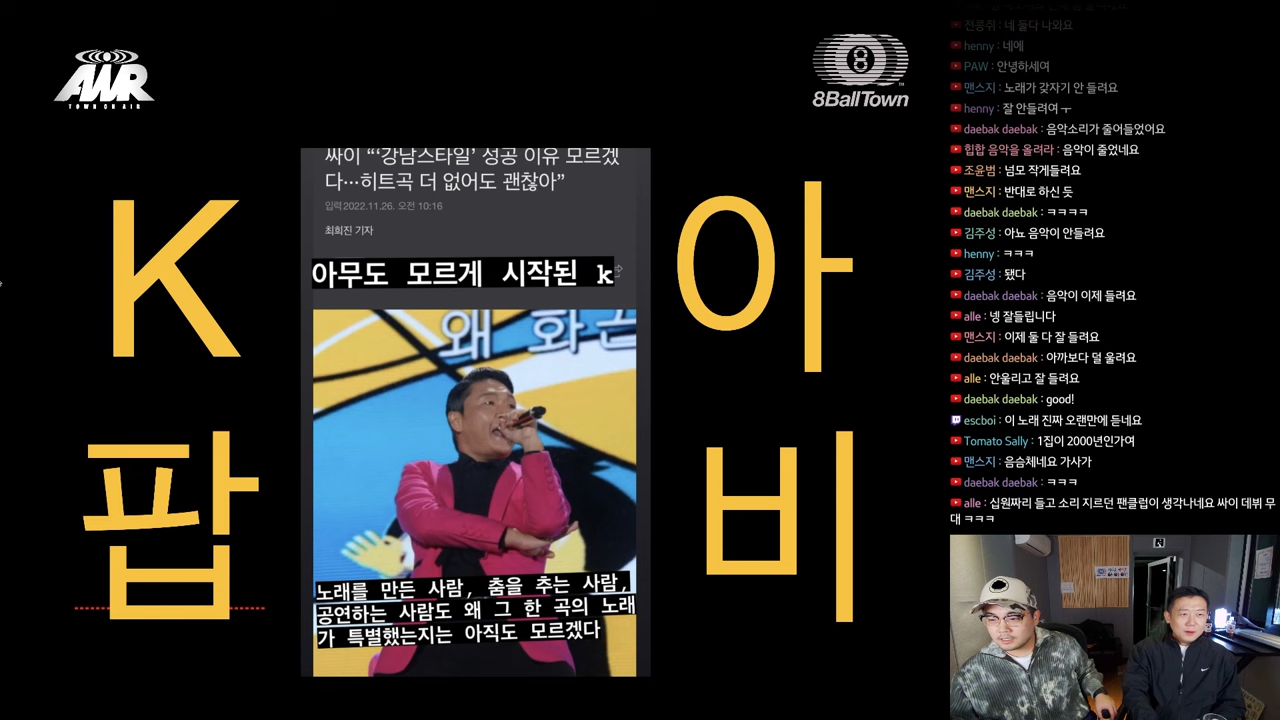 AWR
TOWN ON AIR
8
8BallTown
K
팝
아
비
싸이 “‘강남스타일’ 성공 이유 모르겠
다…히트곡 더 없어도 괜찮아”
입력2022.11.26. 오전 10:16
최희진 기자
아무도 모르게 시작된 k
왜 화
노래를 만든 사람, 춤을 추는 사람,
공연하는 사람도 왜 그 한 곡의 노래
가 특별했는지는 아직도 모르겠다
전콩쥐 : 네 둘다 나와요
henny : 네에
PAW : 안녕하세여
맨스지 : 노래가 갖자기 안 들려요
henny : 잘 안들려여 ㅜ
daebak daebak : 음악소리가 줄어들었어요
힙합 음악을 올려라 : 음악이 줄었네요
조윤범 : 넘모 작게들려요
맨스지 : 반대로 하신 듯
daebak daebak : ㅋㅋㅋㅋ
김주성 : 아뇨 음악이 안들려요
henny : ㅋㅋㅋ
김주성 : 됐다
daebak daebak : 음악이 이제 들려요
alle : 넹 잘들립니다
맨스지 : 이제 둘 다 잘 들려요
daebak daebak : 아까보다 덜 울려요
alle : 안울리고 잘 들려요
daebak daebak : good!
escboi : 이 노래 진짜 오랜만에 듣네요
Tomato Sally : 1집이 2000년인가여
맨스지 : 음슴체네요 가사가
daebak daebak : ㅋㅋㅋ
alle : 십원짜리 들고 소리 지르던 팬클럽이 생각나네요 싸이 데뷔 무
대 ㅋㅋㅋ